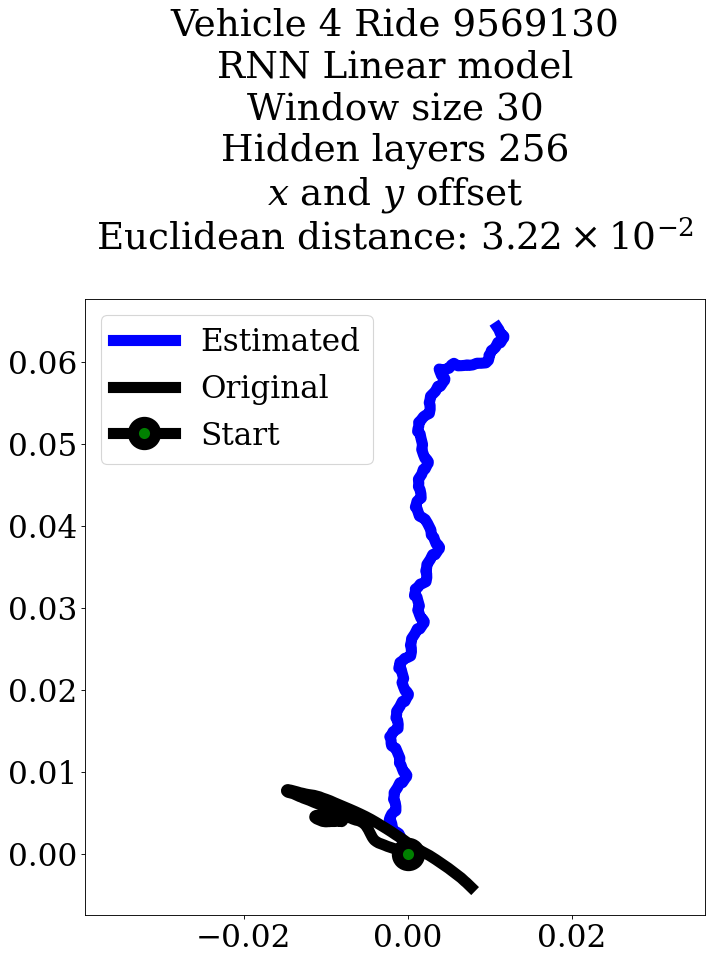 Vehicle 4 Ride 9569130
RNN Linear model
Window size 30
Hidden layers 256
x and y offset
Euclidean distance: 3.22 × 10⁻²
Estimated
Original
Start
0.06
0.05
0.04
0.03
0.02
0.01
0.00
−0.02 0.00 0.02